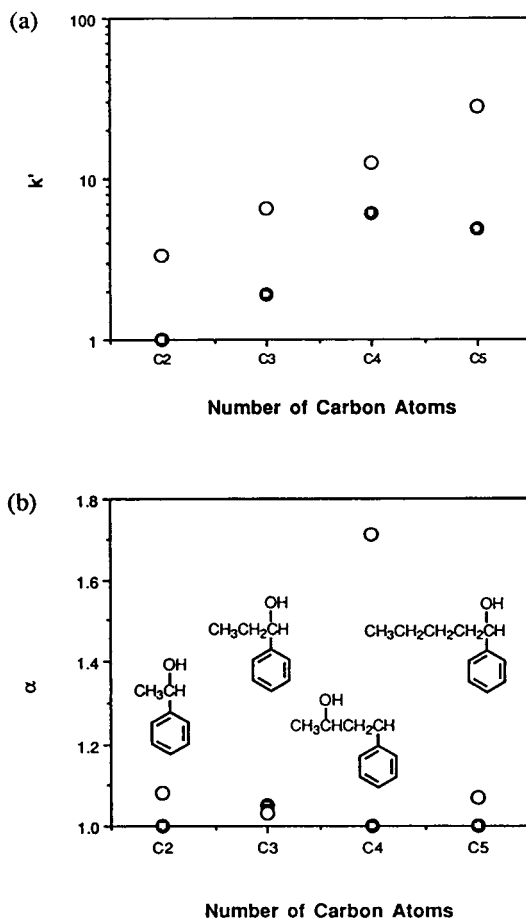 (a)
100
10
1
k'
C2 C3 C4 C5
Number of Carbon Atoms
(b)
1.8
1.6
1.4
1.2
1.0
α
OH
CH₃CH
OH
CH₃CH₂CH
OH
CH₃CHCH₂CH
OH
CH₃CH₂CH₂CH₂CH
C2 C3 C4 C5
Number of Carbon Atoms